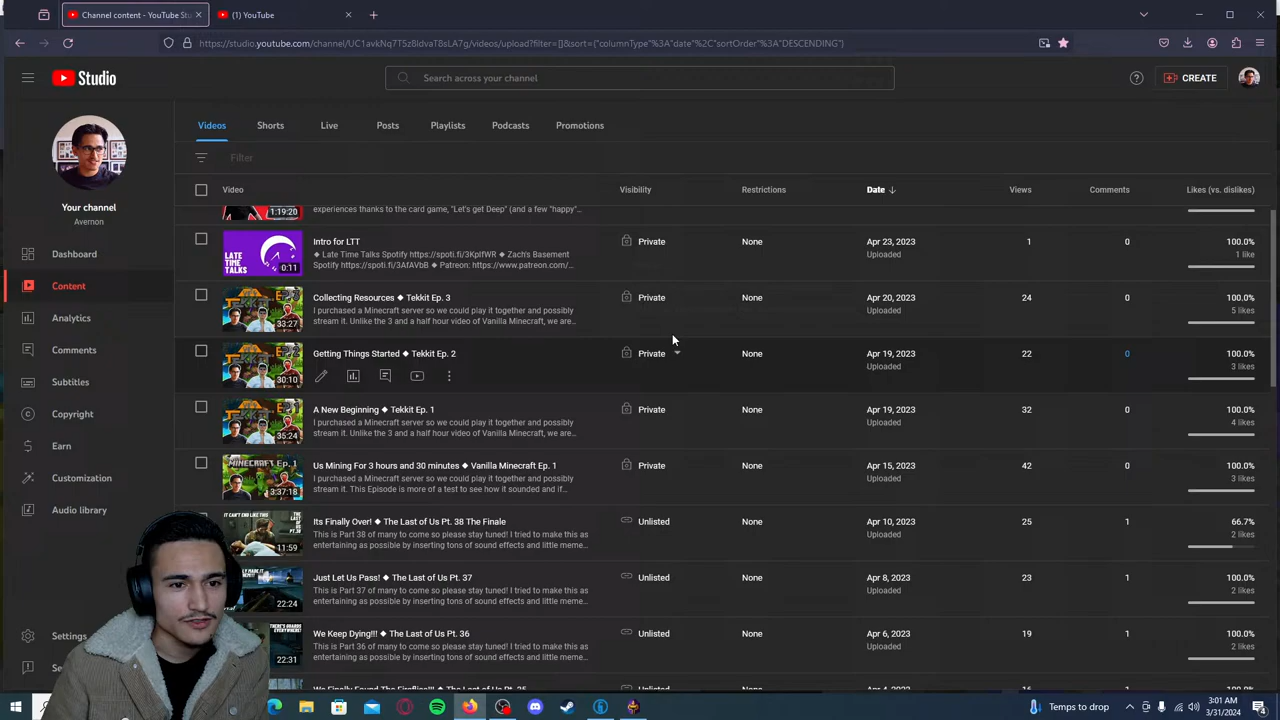 Channel content - YouTube Stu
(1) YouTube
https://studio.youtube.com/channel/UC1avkNq7T5z8IdvaT8sLA7g/videos/upload?filter=[]&sort={"columnType"%3A"date"%2C"sortOrder"%3A"DESCENDING"}
Studio
Search across your channel
CREATE
Your channel
Avernon
Dashboard
Content
Analytics
Comments
Subtitles
Copyright
Earn
Customization
Audio library
Settings
Videos Shorts Live Posts Playlists Podcasts Promotions
Filter
Video Visibility Restrictions Date Views Comments Likes (vs. dislikes)
1:19:20
experiences thanks to the card game, "Let's get Deep" (and a few "happy"...
LATE TIME TALKS
0:11
Intro for LTT
◆ Late Time Talks Spotify https://spoti.fi/3KpIfWR ◆ Zach's Basement
Spotify https://spoti.fi/3AfAVbB ◆ Patreon: https://www.patreon.com/...
Private None Apr 23, 2023 1 0 100.0%
Uploaded 1 like
33:27
Collecting Resources ◆ Tekkit Ep. 3
I purchased a Minecraft server so we could play it together and possibly
stream it. Unlike the 3 and a half hour video of Vanilla Minecraft, we are...
Private None Apr 20, 2023 24 0 100.0%
Uploaded 5 likes
30:10
Getting Things Started ◆ Tekkit Ep. 2
Private None Apr 19, 2023 22 0 100.0%
Uploaded 3 likes
35:24
A New Beginning ◆ Tekkit Ep. 1
I purchased a Minecraft server so we could play it together and possibly
stream it. Unlike the 3 and a half hour video of Vanilla Minecraft, we are...
Private None Apr 19, 2023 32 0 100.0%
Uploaded 4 likes
MINECRAFT Ep. 1
3:37:18
Us Mining For 3 hours and 30 minutes ◆ Vanilla Minecraft Ep. 1
I purchased a Minecraft server so we could play it together and possibly
stream it. This Episode is more of a test to see how it sounded and if...
Private None Apr 15, 2023 42 0 100.0%
Uploaded 3 likes
IT CAN'T END LIKE THIS
11:59
Its Finally Over! ◆ The Last of Us Pt. 38 The Finale
This is Part 38 of many to come so please stay tuned! I tried to make this as
entertaining as possible by inserting tons of sound effects and little meme...
Unlisted None Apr 10, 2023 25 1 66.7%
Uploaded 2 likes
22:24
Just Let Us Pass! ◆ The Last of Us Pt. 37
This is Part 37 of many to come so please stay tuned! I tried to make this as
entertaining as possible by inserting tons of sound effects and little meme...
Unlisted None Apr 8, 2023 23 1 100.0%
Uploaded 2 likes
THERE'S GUARDS EVERYWHERE!
22:31
We Keep Dying!!! ◆ The Last of Us Pt. 36
This is Part 36 of many to come so please stay tuned! I tried to make this as
entertaining as possible by inserting tons of sound effects and little meme...
Unlisted None Apr 6, 2023 19 1 100.0%
Uploaded 2 likes
Temps to drop
3:01 AM
3/31/2024